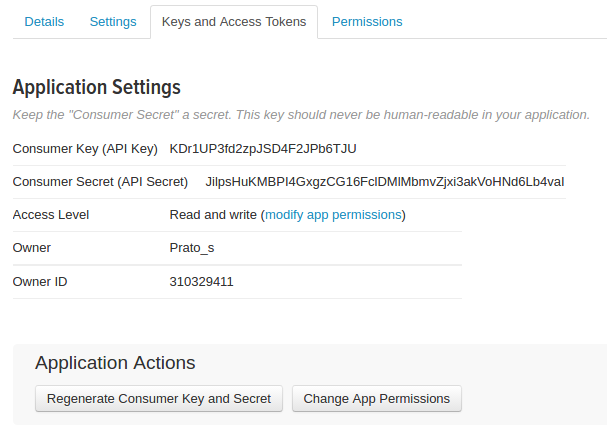 Details Settings Keys and Access Tokens Permissions
Application Settings
Keep the "Consumer Secret" a secret. This key should never be human-readable in your application.
Consumer Key (API Key) KDr1UP3fd2zpJSD4F2JPb6TJU
Consumer Secret (API Secret) JilpsHuKMBPI4GxgzCG16FclDMlMbmvZjxi3akVoHNd6Lb4val
Access Level Read and write (modify app permissions)
Owner Prato_s
Owner ID 310329411
Application Actions
Regenerate Consumer Key and Secret Change App Permissions